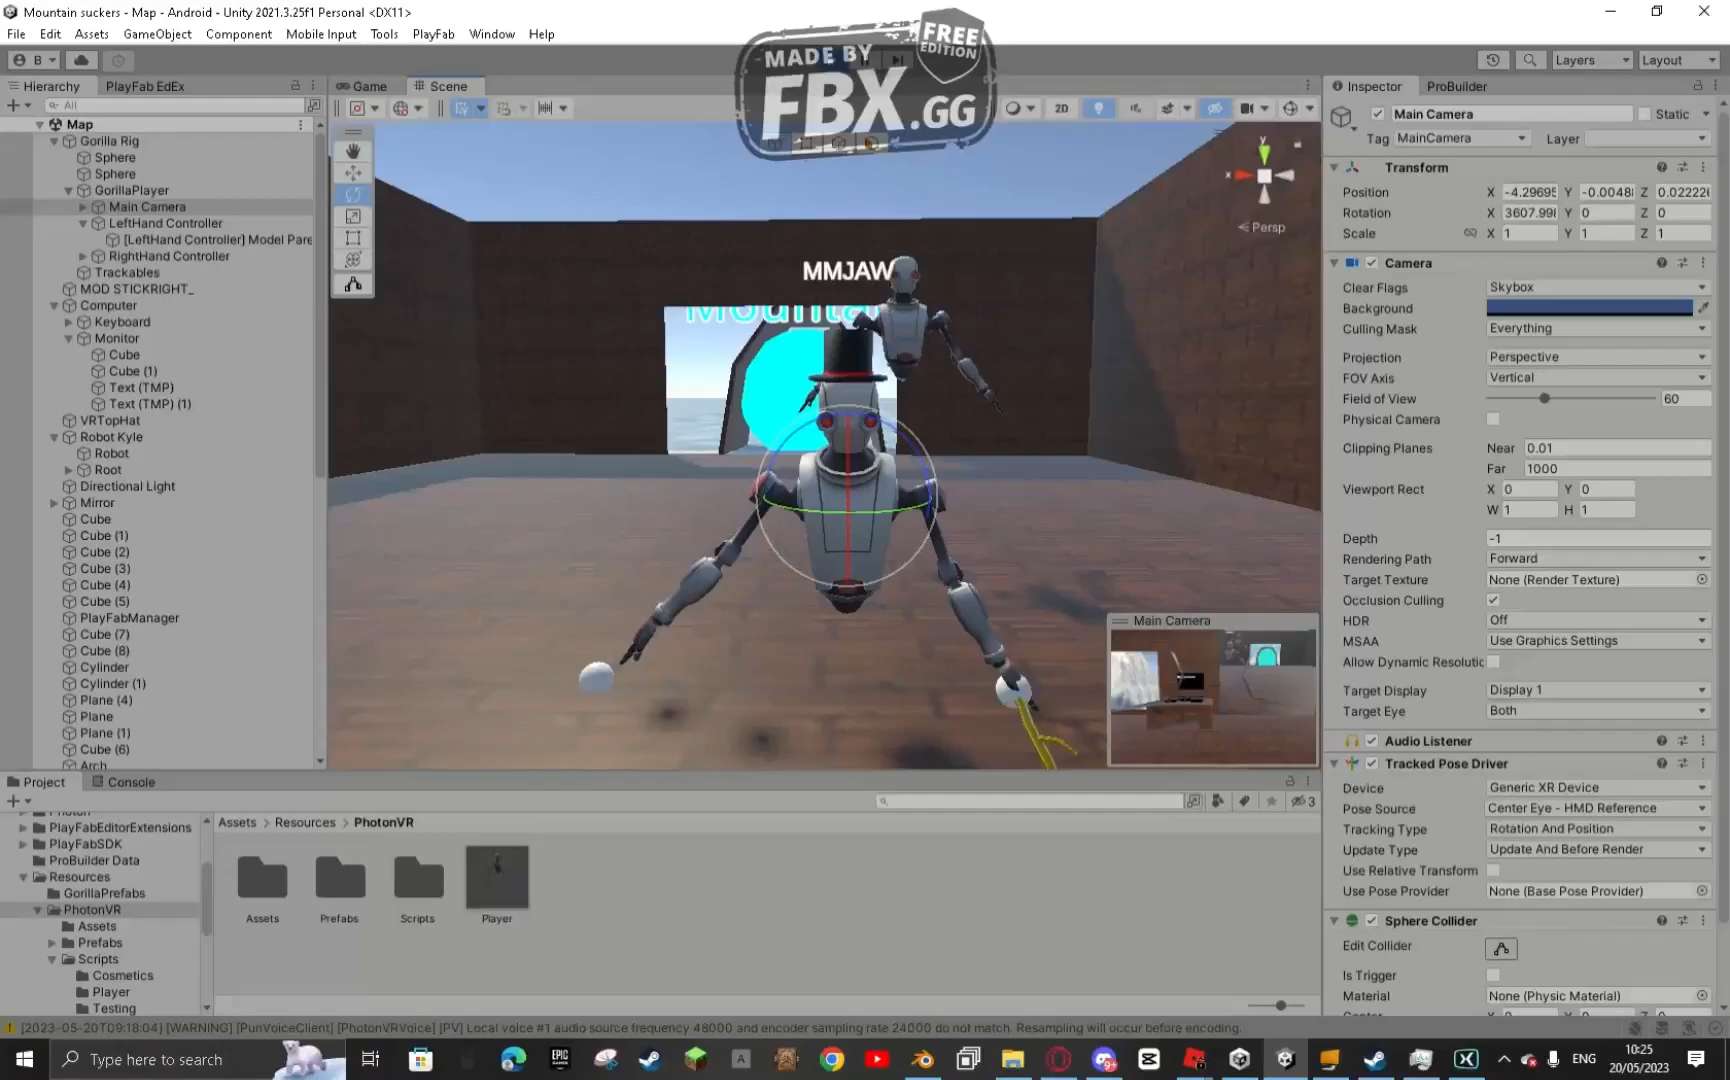 Mountain suckers - Map - Android - Unity 2021.3.25f1 Personal <DX11>
File Edit Assets GameObject Component Mobile Input Tools PlayFab Window Help
MADE BY
FBX.GG
FREE
EDITION
B
Layers
Layout
Hierarchy
PlayFab EdEx
All
Map
Gorilla Rig
Sphere
Sphere
GorillaPlayer
Main Camera
LeftHand Controller
[LeftHand Controller] Model Pare
RightHand Controller
Trackables
MOD STICKRIGHT_
Computer
Keyboard
Monitor
Cube
Cube (1)
Text (TMP)
Text (TMP) (1)
VRTopHat
Robot Kyle
Robot
Root
Directional Light
Mirror
Cube
Cube (1)
Cube (2)
Cube (3)
Cube (4)
Cube (5)
PlayFabManager
Cube (7)
Cube (8)
Cylinder
Cylinder (1)
Plane (4)
Plane
Plane (1)
Cube (6)
Arch
Game
Scene
2D
y
x
Persp
MMJAW
Mounta
Main Camera
Inspector
ProBuilder
Main Camera
Static
Tag MainCamera Layer
Transform
Position X -4.29695 Y -0.0048 Z 0.02222
Rotation X 3607.99 Y 0 Z 0
Scale X 1 Y 1 Z 1
Camera
Clear Flags Skybox
Background
Culling Mask Everything
Projection Perspective
FOV Axis Vertical
Field of View 60
Physical Camera
Clipping Planes Near 0.01
Far 1000
Viewport Rect X 0 Y 0
W 1 H 1
Depth -1
Rendering Path Forward
Target Texture None (Render Texture)
Occlusion Culling
HDR Off
MSAA Use Graphics Settings
Allow Dynamic Resolutic
Target Display Display 1
Target Eye Both
Audio Listener
Tracked Pose Driver
Device Generic XR Device
Pose Source Center Eye - HMD Reference
Tracking Type Rotation And Position
Update Type Update And Before Render
Use Relative Transform
Use Pose Provider None (Base Pose Provider)
Sphere Collider
Edit Collider
Is Trigger
Material None (Physic Material)
Center
Project
Console
3
Photon
PlayFabEditorExtensions
PlayFabSDK
ProBuilder Data
Resources
GorillaPrefabs
PhotonVR
Assets
Prefabs
Scripts
Cosmetics
Player
Testing
Assets > Resources > PhotonVR
Assets
Prefabs
Scripts
Player
[2023-05-20T09:18:04] [WARNING] [PunVoiceClient] [PhotonVRVoice] [PV] Local voice #1 audio source frequency 48000 and encoder sampling rate 24000 do not match. Resampling will occur before encoding.
Type here to search
EPIC
A
ENG
10:25
20/05/2023